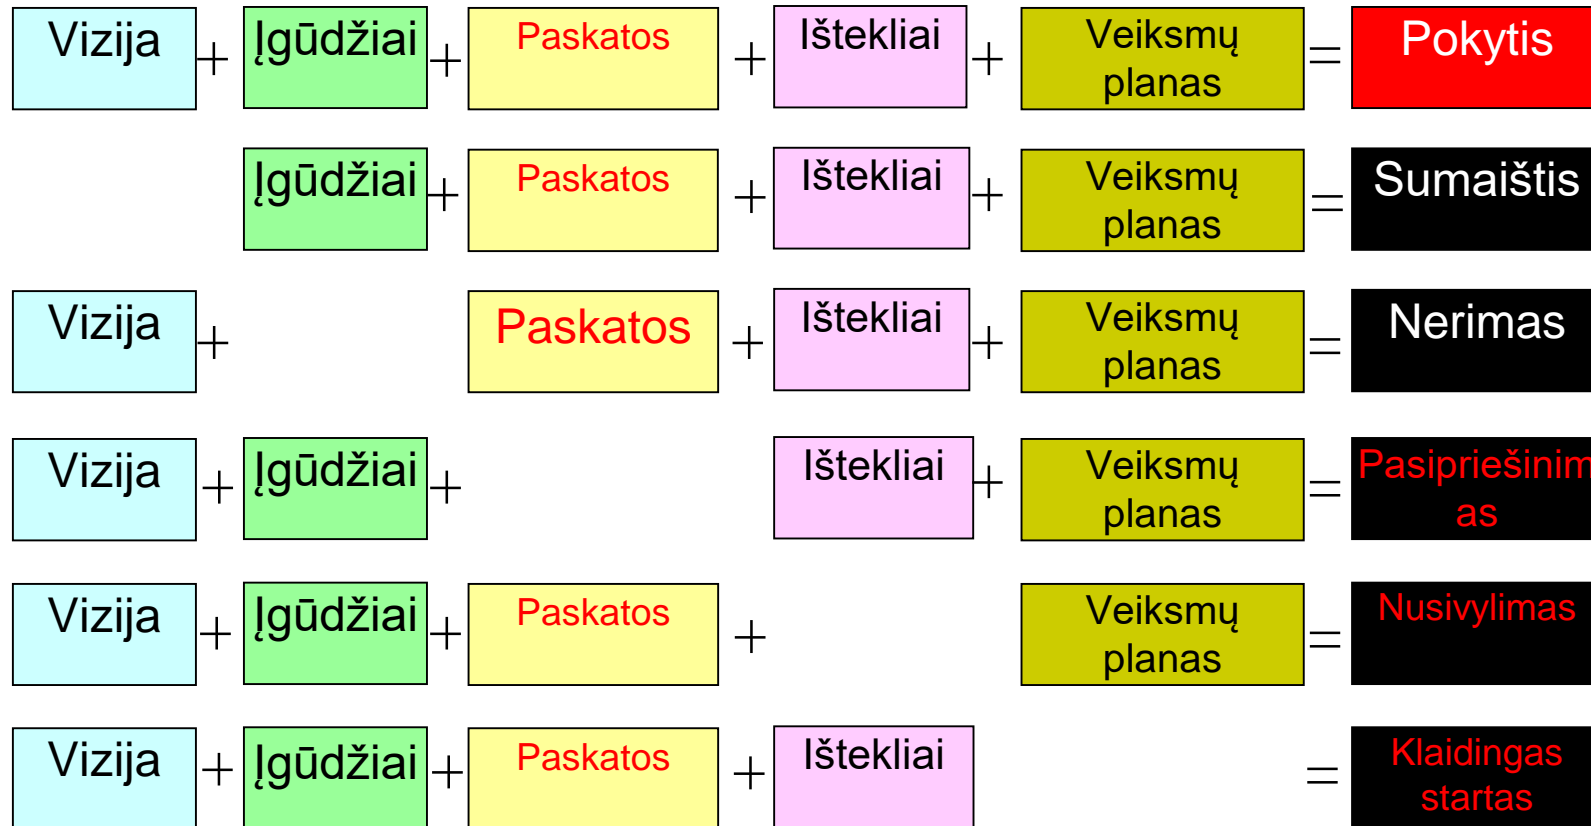 Vizija + Įgūdžiai + Paskatos + Ištekliai + Veiksmų planas = Pokytis
Įgūdžiai + Paskatos + Ištekliai + Veiksmų planas = Sumaištis
Vizija + Paskatos + Ištekliai + Veiksmų planas = Nerimas
Vizija + Įgūdžiai + Ištekliai + Veiksmų planas = Pasipriešinimas
Vizija + Įgūdžiai + Paskatos + Veiksmų planas = Nusivylimas
Vizija + Įgūdžiai + Paskatos + Ištekliai = Klaidingas startas